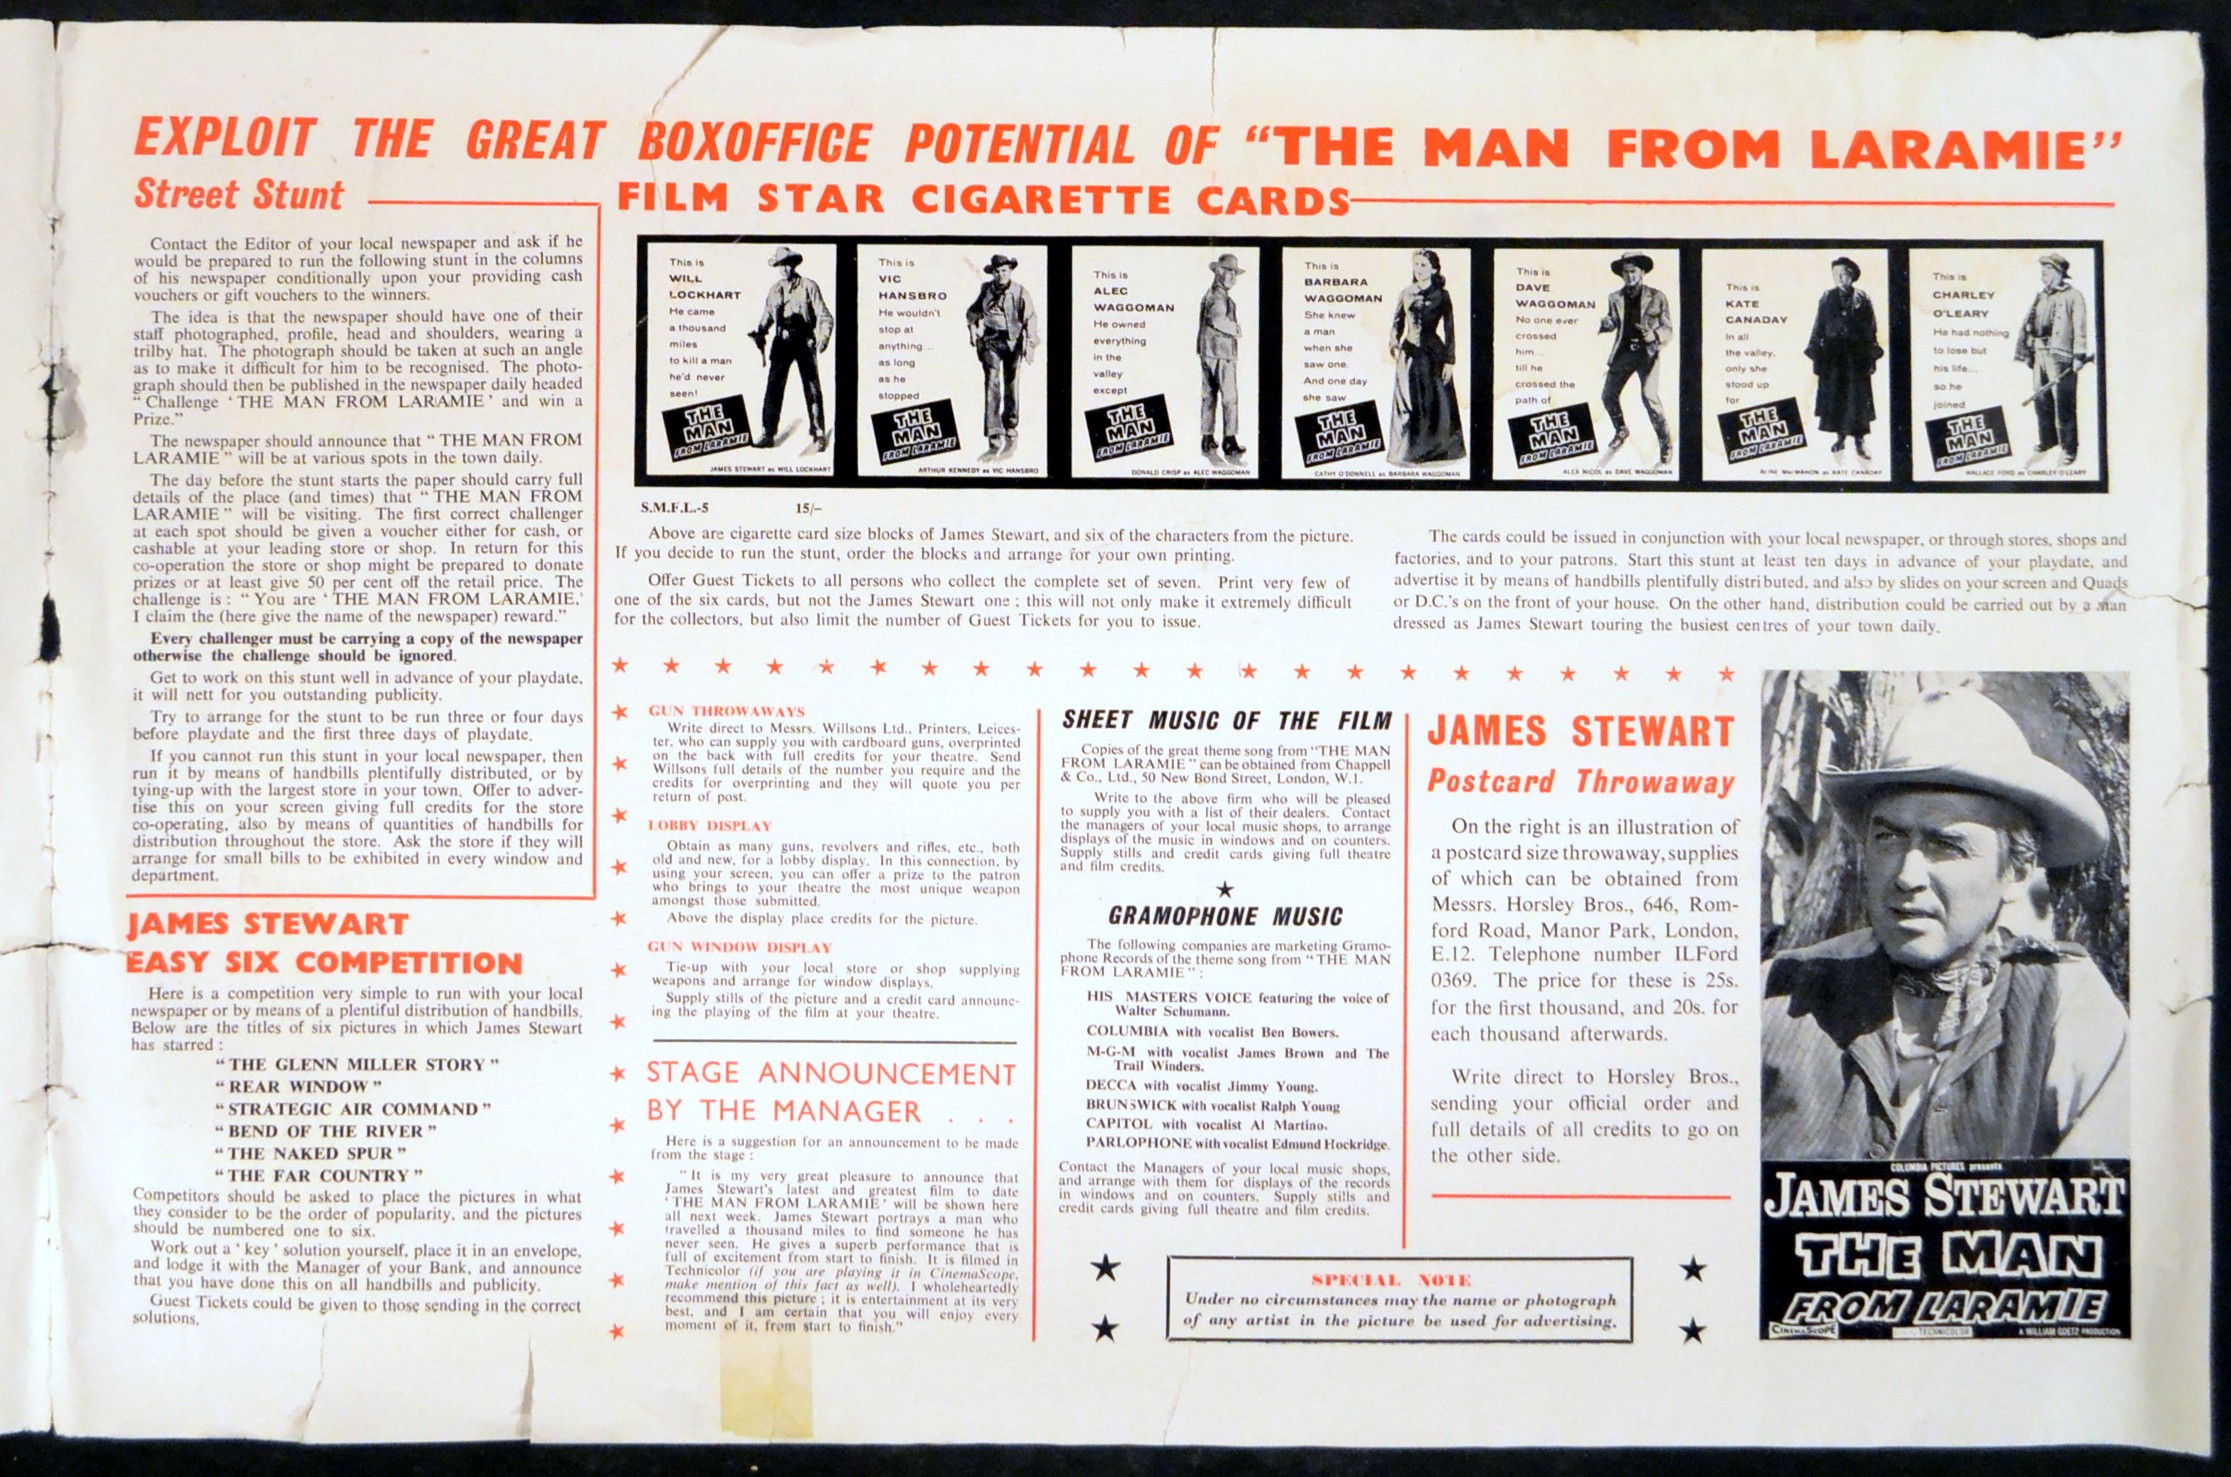 EXPLOIT THE GREAT BOXOFFICE POTENTIAL OF “THE MAN FROM LARAMIE”
Street Stunt
Contact the Editor of your local newspaper and ask if he
would be prepared to run the following stunt in the columns
of his newspaper conditionally upon your providing cash
vouchers or gift vouchers to the winners.
The idea is that the newspaper should have one of their
staff photographed, profile, head and shoulders, wearing a
trilby hat. The photograph should be taken at such an angle
as to make it difficult for him to be recognised. The photo-
graph should then be published in the newspaper daily headed
“ Challenge ‘ THE MAN FROM LARAMIE ’ and win a
Prize.”
The newspaper should announce that “ THE MAN FROM
LARAMIE ” will be at various spots in the town daily.
The day before the stunt starts the paper should carry full
details of the place (and times) that “ THE MAN FROM
LARAMIE ” will be visiting. The first correct challenger
at each spot should be given a voucher either for cash, or
cashable at your leading store or shop. In return for this
co-operation the store or shop might be prepared to donate
prizes or at least give 50 per cent off the retail price. The
challenge is : “ You are ‘ THE MAN FROM LARAMIE,’
I claim the (here give the name of the newspaper) reward.”
Every challenger must be carrying a copy of the newspaper
otherwise the challenge should be ignored.
Get to work on this stunt well in advance of your playdate,
it will nett for you outstanding publicity.
Try to arrange for the stunt to be run three or four days
before playdate and the first three days of playdate.
If you cannot run this stunt in your local newspaper, then
run it by means of handbills plentifully distributed, or by
tying-up with the largest store in your town. Offer to adver-
tise this on your screen giving full credits for the store
co-operating, also by means of quantities of handbills for
distribution throughout the store. Ask the store if they will
arrange for small bills to be exhibited in every window and
department.
JAMES STEWART
EASY SIX COMPETITION
Here is a competition very simple to run with your local
newspaper or by means of a plentiful distribution of handbills.
Below are the titles of six pictures in which James Stewart
has starred :
“ THE GLENN MILLER STORY ”
“ REAR WINDOW ”
“ STRATEGIC AIR COMMAND ”
“ BEND OF THE RIVER ”
“ THE NAKED SPUR ”
“ THE FAR COUNTRY ”
Competitors should be asked to place the pictures in what
they consider to be the order of popularity, and the pictures
should be numbered one to six.
Work out a ‘ key ’ solution yourself, place it in an envelope,
and lodge it with the Manager of your Bank, and announce
that you have done this on all handbills and publicity.
Guest Tickets could be given to those sending in the correct
solutions.
FILM STAR CIGARETTE CARDS
This is
WILL
LOCKHART
He came
a thousand
miles
to kill a man
he'd never
seen!
THE
MAN
FROM LARAMIE
JAMES STEWART as WILL LOCKHART
This is
VIC
HANSBRO
He wouldn't
stop at
anything...
as long
as he
stopped
THE
MAN
FROM LARAMIE
ARTHUR KENNEDY as VIC HANSBRO
This is
ALEC
WAGGOMAN
He owned
everything
in the
valley
except
THE
MAN
FROM LARAMIE
DONALD CRISP as ALEC WAGGOMAN
This is
BARBARA
WAGGOMAN
She knew
a man
when she
saw one.
And one day
she saw
THE
MAN
FROM LARAMIE
CATHY O'DONNELL as BARBARA WAGGOMAN
This is
DAVE
WAGGOMAN
No one ever
crossed
him...
till he
crossed the
path of
THE
MAN
FROM LARAMIE
ALEX NICOL as DAVE WAGGOMAN
This is
KATE
CANADAY
In all
the valley,
only she
stood up
for
THE
MAN
FROM LARAMIE
ALINE MacMAHON as KATE CANADAY
This is
CHARLEY
O'LEARY
He had nothing
to lose but
his life...
so he
joined
THE
MAN
FROM LARAMIE
WALLACE FORD as CHARLEY O'LEARY
S.M.F.L.-5 15/–
Above are cigarette card size blocks of James Stewart, and six of the characters from the picture.
If you decide to run the stunt, order the blocks and arrange for your own printing.
Offer Guest Tickets to all persons who collect the complete set of seven. Print very few of
one of the six cards, but not the James Stewart one ; this will not only make it extremely difficult
for the collectors, but also limit the number of Guest Tickets for you to issue.
The cards could be issued in conjunction with your local newspaper, or through stores, shops and
factories, and to your patrons. Start this stunt at least ten days in advance of your playdate, and
advertise it by means of handbills plentifully distributed, and also by slides on your screen and Quads
or D.C.'s on the front of your house. On the other hand, distribution could be carried out by a man
dressed as James Stewart touring the busiest centres of your town daily.
GUN THROWAWAYS
Write direct to Messrs. Willsons Ltd., Printers, Leices-
ter, who can supply you with cardboard guns, overprinted
on the back with full credits for your theatre. Send
Willsons full details of the number you require and the
credits for overprinting and they will quote you per
return of post.
LOBBY DISPLAY
Obtain as many guns, revolvers and rifles, etc., both
old and new, for a lobby display. In this connection, by
using your screen, you can offer a prize to the patron
who brings to your theatre the most unique weapon
amongst those submitted.
Above the display place credits for the picture.
GUN WINDOW DISPLAY
Tie-up with your local store or shop supplying
weapons and arrange for window displays.
Supply stills of the picture and a credit card announc-
ing the playing of the film at your theatre.
STAGE ANNOUNCEMENT
BY THE MANAGER . . .
Here is a suggestion for an announcement to be made
from the stage :
“ It is my very great pleasure to announce that
James Stewart's latest and greatest film to date
‘ THE MAN FROM LARAMIE ’ will be shown here
all next week. James Stewart portrays a man who
travelled a thousand miles to find someone he has
never seen. He gives a superb performance that is
full of excitement from start to finish. It is filmed in
Technicolor (if you are playing it in CinemaScope,
make mention of this fact as well). I wholeheartedly
recommend this picture ; it is entertainment at its very
best, and I am certain that you will enjoy every
moment of it, from start to finish.”
SHEET MUSIC OF THE FILM
Copies of the great theme song from “THE MAN
FROM LARAMIE ” can be obtained from Chappell
& Co., Ltd., 50 New Bond Street, London, W.1.
Write to the above firm who will be pleased
to supply you with a list of their dealers. Contact
the managers of your local music shops, to arrange
displays of the music in windows and on counters.
Supply stills and credit cards giving full theatre
and film credits.
GRAMOPHONE MUSIC
The following companies are marketing Gramo-
phone Records of the theme song from “ THE MAN
FROM LARAMIE ” :
HIS MASTERS VOICE featuring the voice of
Walter Schumann.
COLUMBIA with vocalist Ben Bowers.
M-G-M with vocalist James Brown and The
Trail Winders.
DECCA with vocalist Jimmy Young.
BRUNSWICK with vocalist Ralph Young
CAPITOL with vocalist Al Martino.
PARLOPHONE with vocalist Edmund Hockridge.
Contact the Managers of your local music shops,
and arrange with them for displays of the records
in windows and on counters. Supply stills and
credit cards giving full theatre and film credits.
JAMES STEWART
Postcard Throwaway
On the right is an illustration of
a postcard size throwaway, supplies
of which can be obtained from
Messrs. Horsley Bros., 646, Rom-
ford Road, Manor Park, London,
E.12. Telephone number ILFord
0369. The price for these is 25s.
for the first thousand, and 20s. for
each thousand afterwards.
Write direct to Horsley Bros.,
sending your official order and
full details of all credits to go on
the other side.
SPECIAL NOTE
Under no circumstances may the name or photograph
of any artist in the picture be used for advertising.
COLUMBIA PICTURES presents
JAMES STEWART
THE MAN
FROM LARAMIE
CINEMASCOPE
TECHNICOLOR
A WILLIAM GOETZ PRODUCTION